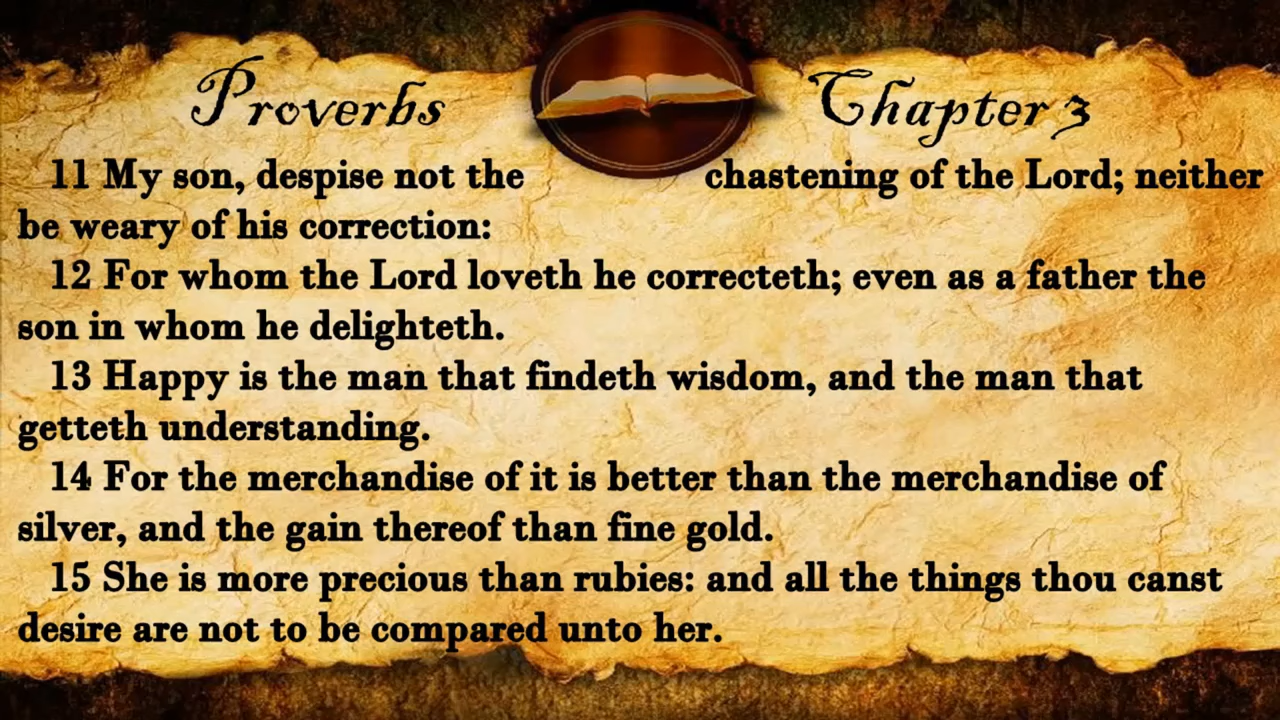 Proverbs Chapter 3
11 My son, despise not the chastening of the Lord; neither
be weary of his correction:
12 For whom the Lord loveth he correcteth; even as a father the
son in whom he delighteth.
13 Happy is the man that findeth wisdom, and the man that
getteth understanding.
14 For the merchandise of it is better than the merchandise of
silver, and the gain thereof than fine gold.
15 She is more precious than rubies: and all the things thou canst
desire are not to be compared unto her.